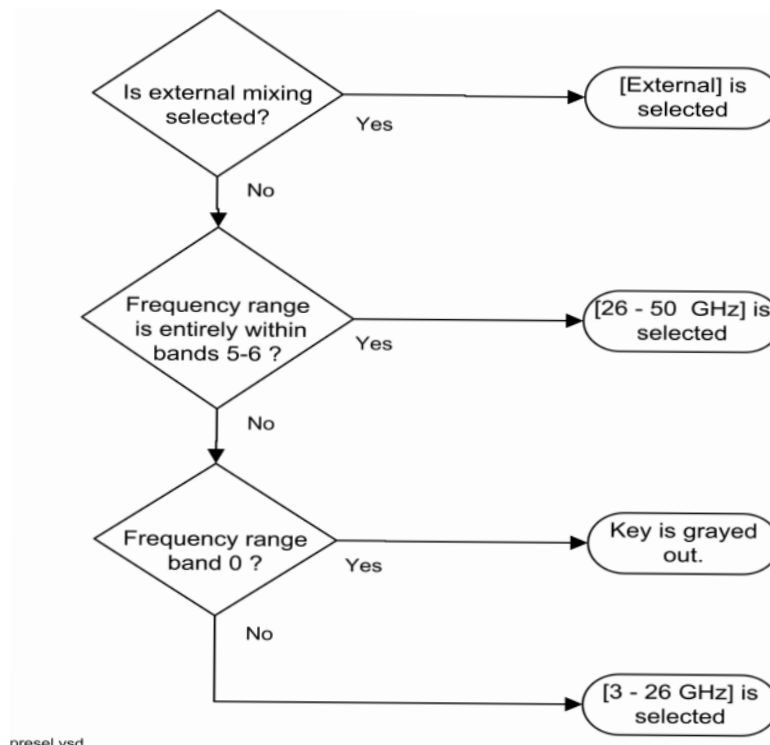 Is external mixing
selected?
Yes
[External] is
selected
No
Frequency range
is entirely within
bands 5-6 ?
Yes
[26 - 50 GHz] is
selected
No
Frequency range
band 0 ?
Yes
Key is grayed
out.
No
[3 - 26 GHz] is
selected
presel.vsd